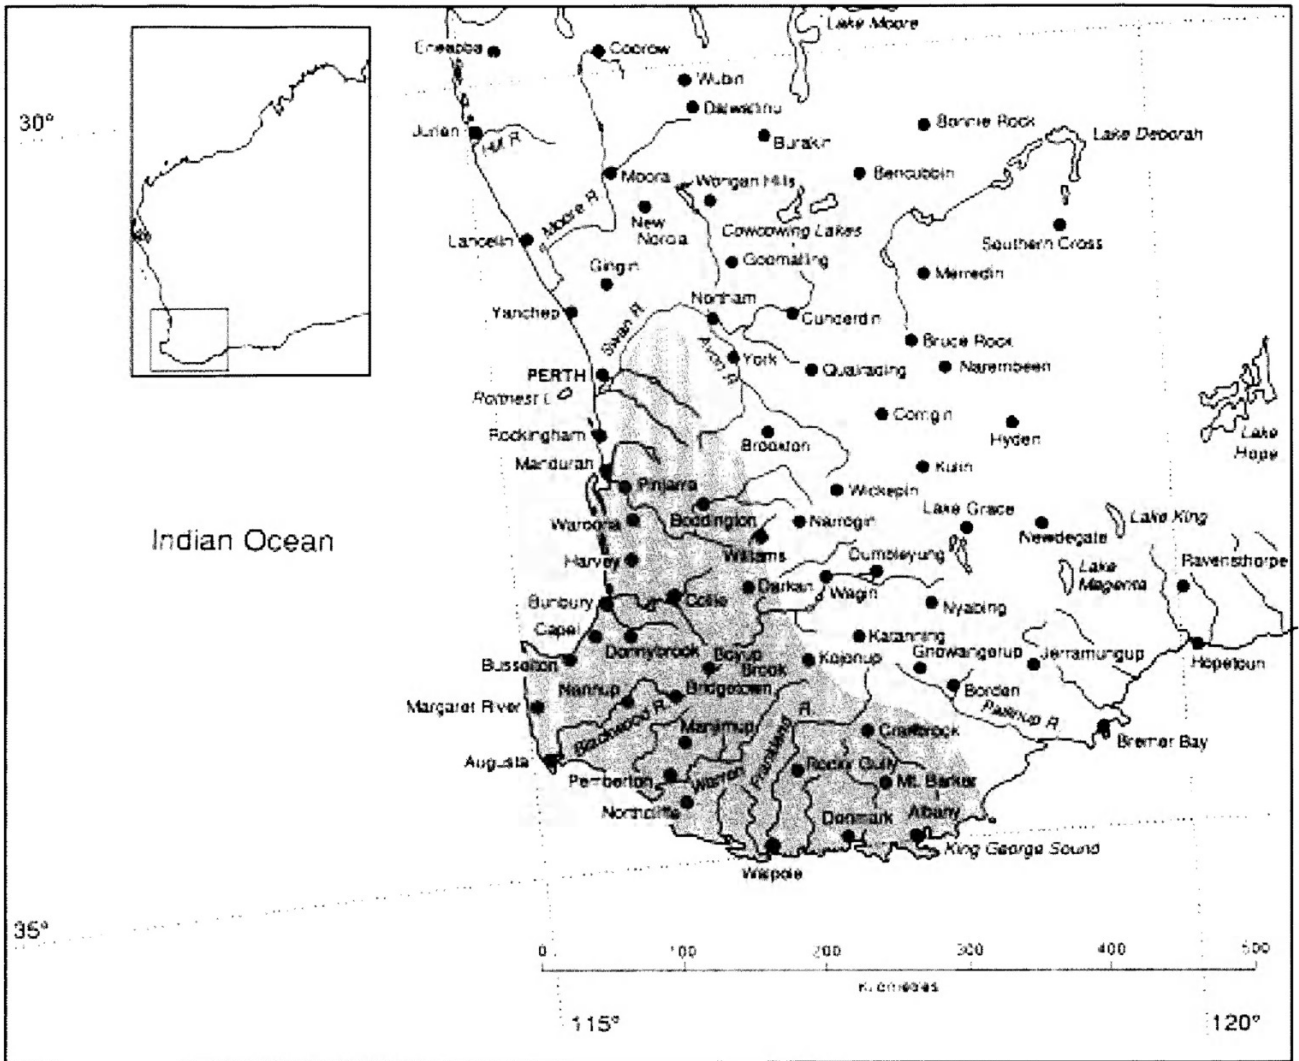 Lake Moore
Eneabba
Coorow
Wubin
Dalwallinu
30°
Jurien
Hill R.
Burakin
Bonnie Rock
Lake Deborah
Moora
Wongan Hills
Bencubbin
Moore R.
New
Norcia
Lancelin
Cowcowing Lakes
Southern Cross
Gingin
Goomalling
Merredin
Northam
Yanchep
Swan R.
Cunderdin
Avon R.
York
Bruce Rock
PERTH
Quairading
Narembeen
Rottnest I.
Corrigin
Rockingham
Brookton
Hyden
Lake
Hope
Mandurah
Kulin
Pinjarra
Wickepin
Lake Grace
Waroona
Boddington
Narrogin
Newdegate
Lake King
Indian Ocean
Williams
Dumbleyung
Ravensthorpe
Harvey
Lake
Magenta
Darkan
Wagin
Bunbury
Collie
Nyabing
Capel
Donnybrook
Boyup
Brook
Katanning
Gnowangerup
Jerramungup
Hopetoun
Busselton
Kojonup
Nannup
Bridgetown
Borden
Margaret River
Blackwood R.
Manjimup
Frankland R.
Cranbrook
Pallinup R.
Bremer Bay
Augusta
Pemberton
Warren
Rocky Gully
Mt. Barker
Northcliffe
Denmark
Albany
King George Sound
Walpole
35°
0 100 200 300 400 500
Kilometres
115°
120°